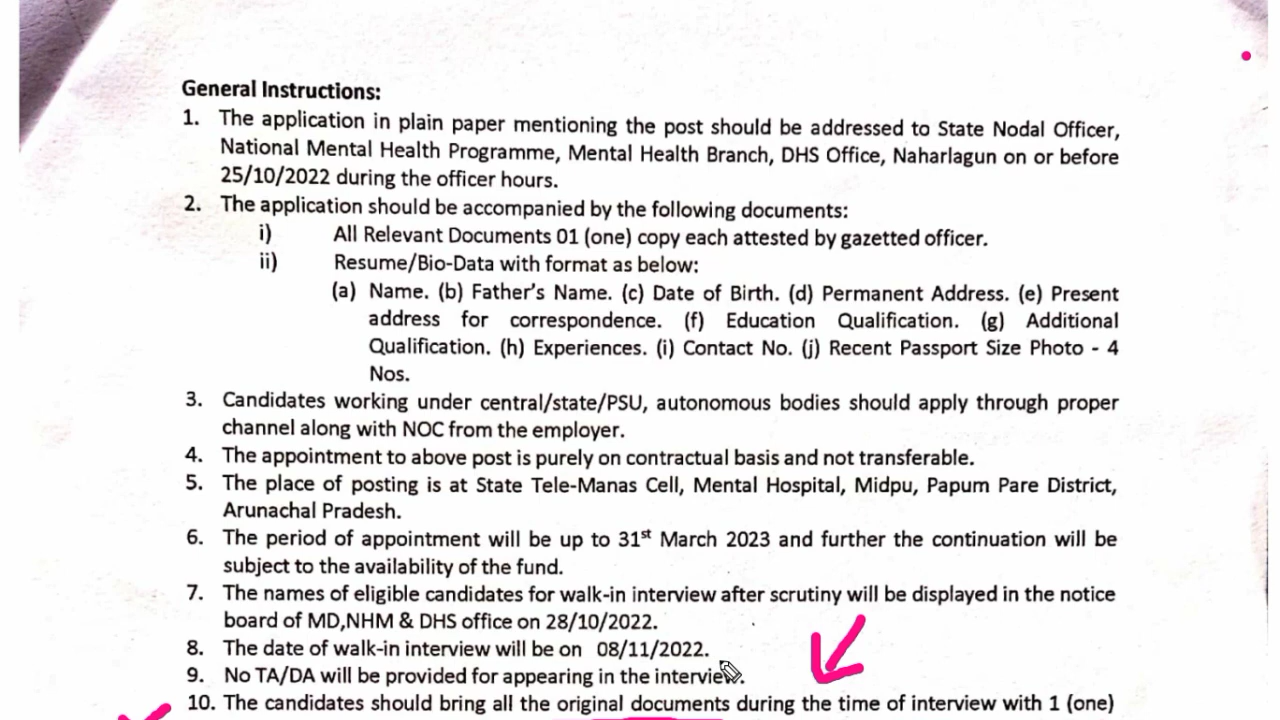 General Instructions:
1. The application in plain paper mentioning the post should be addressed to State Nodal Officer,
National Mental Health Programme, Mental Health Branch, DHS Office, Naharlagun on or before
25/10/2022 during the officer hours.
2. The application should be accompanied by the following documents:
i) All Relevant Documents 01 (one) copy each attested by gazetted officer.
ii) Resume/Bio-Data with format as below:
(a) Name. (b) Father's Name. (c) Date of Birth. (d) Permanent Address. (e) Present
address for correspondence. (f) Education Qualification. (g) Additional
Qualification. (h) Experiences. (i) Contact No. (j) Recent Passport Size Photo - 4
Nos.
3. Candidates working under central/state/PSU, autonomous bodies should apply through proper
channel along with NOC from the employer.
4. The appointment to above post is purely on contractual basis and not transferable.
5. The place of posting is at State Tele-Manas Cell, Mental Hospital, Midpu, Papum Pare District,
Arunachal Pradesh.
6. The period of appointment will be up to 31st March 2023 and further the continuation will be
subject to the availability of the fund.
7. The names of eligible candidates for walk-in interview after scrutiny will be displayed in the notice
board of MD,NHM & DHS office on 28/10/2022.
8. The date of walk-in interview will be on 08/11/2022.
9. No TA/DA will be provided for appearing in the interview.
10. The candidates should bring all the original documents during the time of interview with 1 (one)